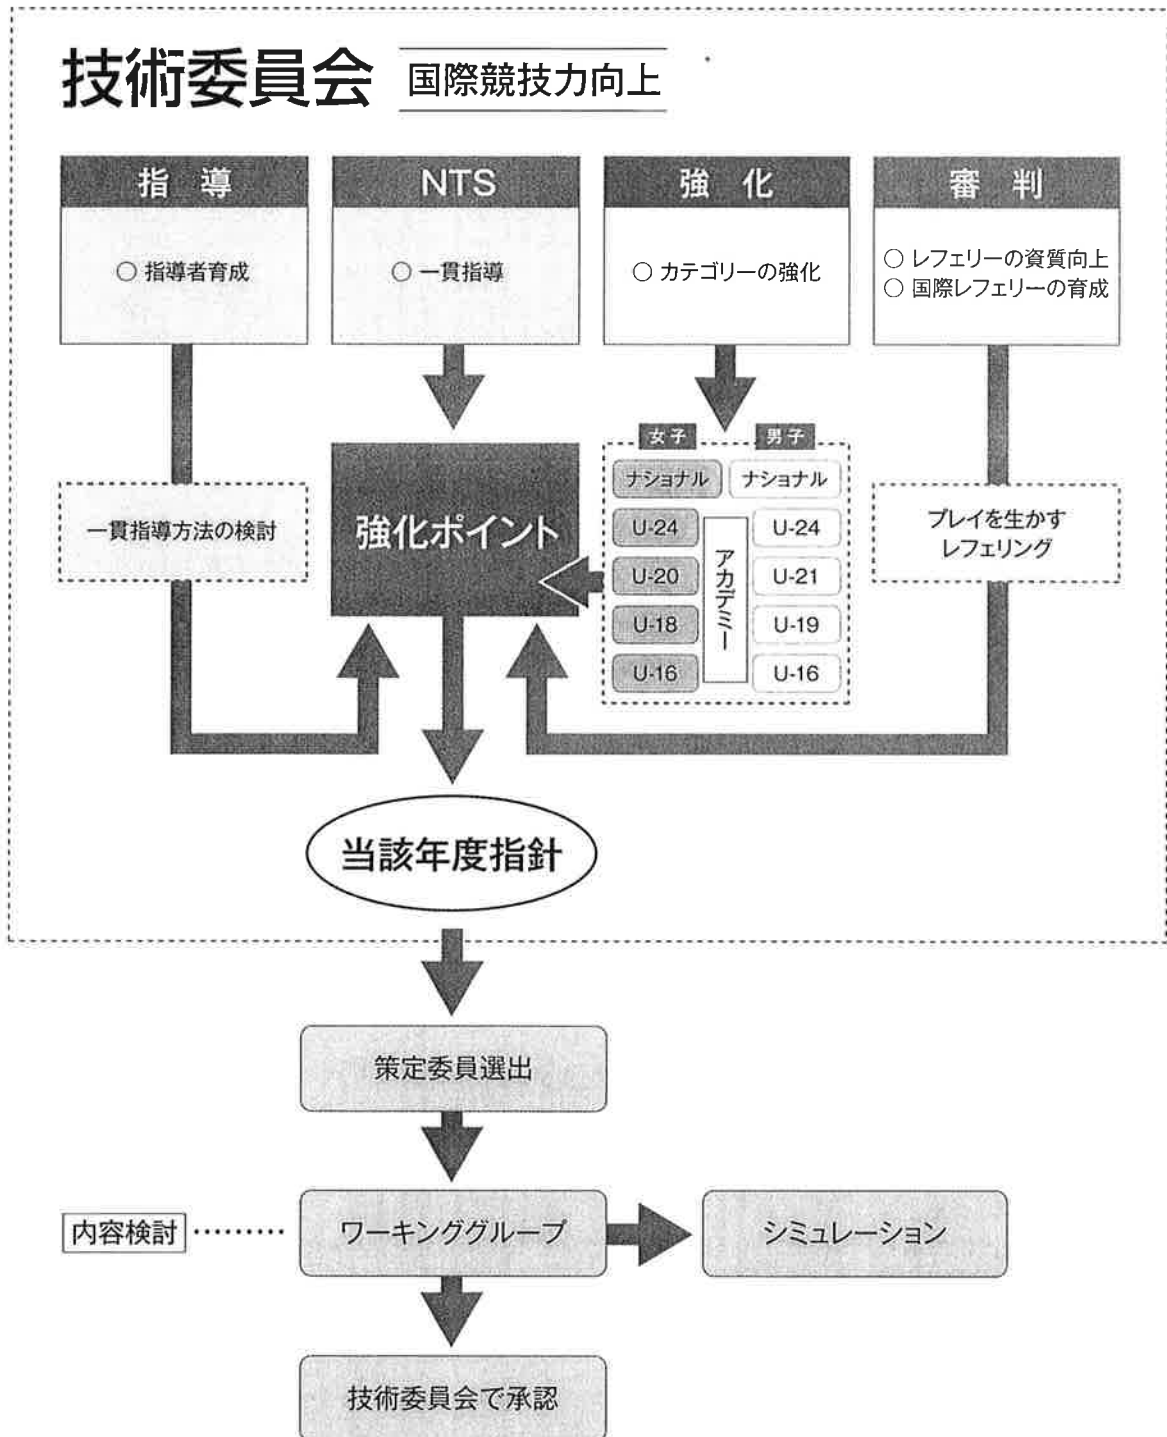 技術委員会 国際競技力向上
指導
○ 指導者育成
NTS
○ 一貫指導
強化
○ カテゴリーの強化
審判
○ レフェリーの資質向上
○ 国際レフェリーの育成
一貫指導方法の検討
強化ポイント
女子
男子
ナショナル
ナショナル
U-24
U-24
U-20
U-21
U-18
U-19
U-16
U-16
アカデミー
プレイを生かす
レフェリング
当該年度指針
策定委員選出
内容検討
ワーキンググループ
シミュレーション
技術委員会で承認